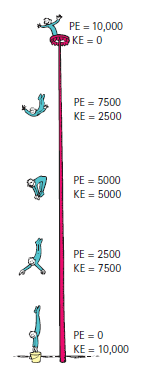 PE = 10,000
KE = 0
PE = 7500
KE = 2500
PE = 5000
KE = 5000
PE = 2500
KE = 7500
PE = 0
KE = 10,000